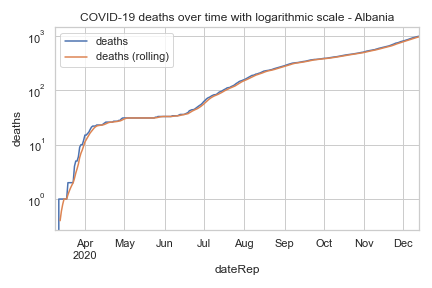 COVID-19 deaths over time with logarithmic scale - Albania
deaths
deaths (rolling)
10³
10²
10¹
10⁰
deaths
Apr May Jun Jul Aug Sep Oct Nov Dec
2020
dateRep